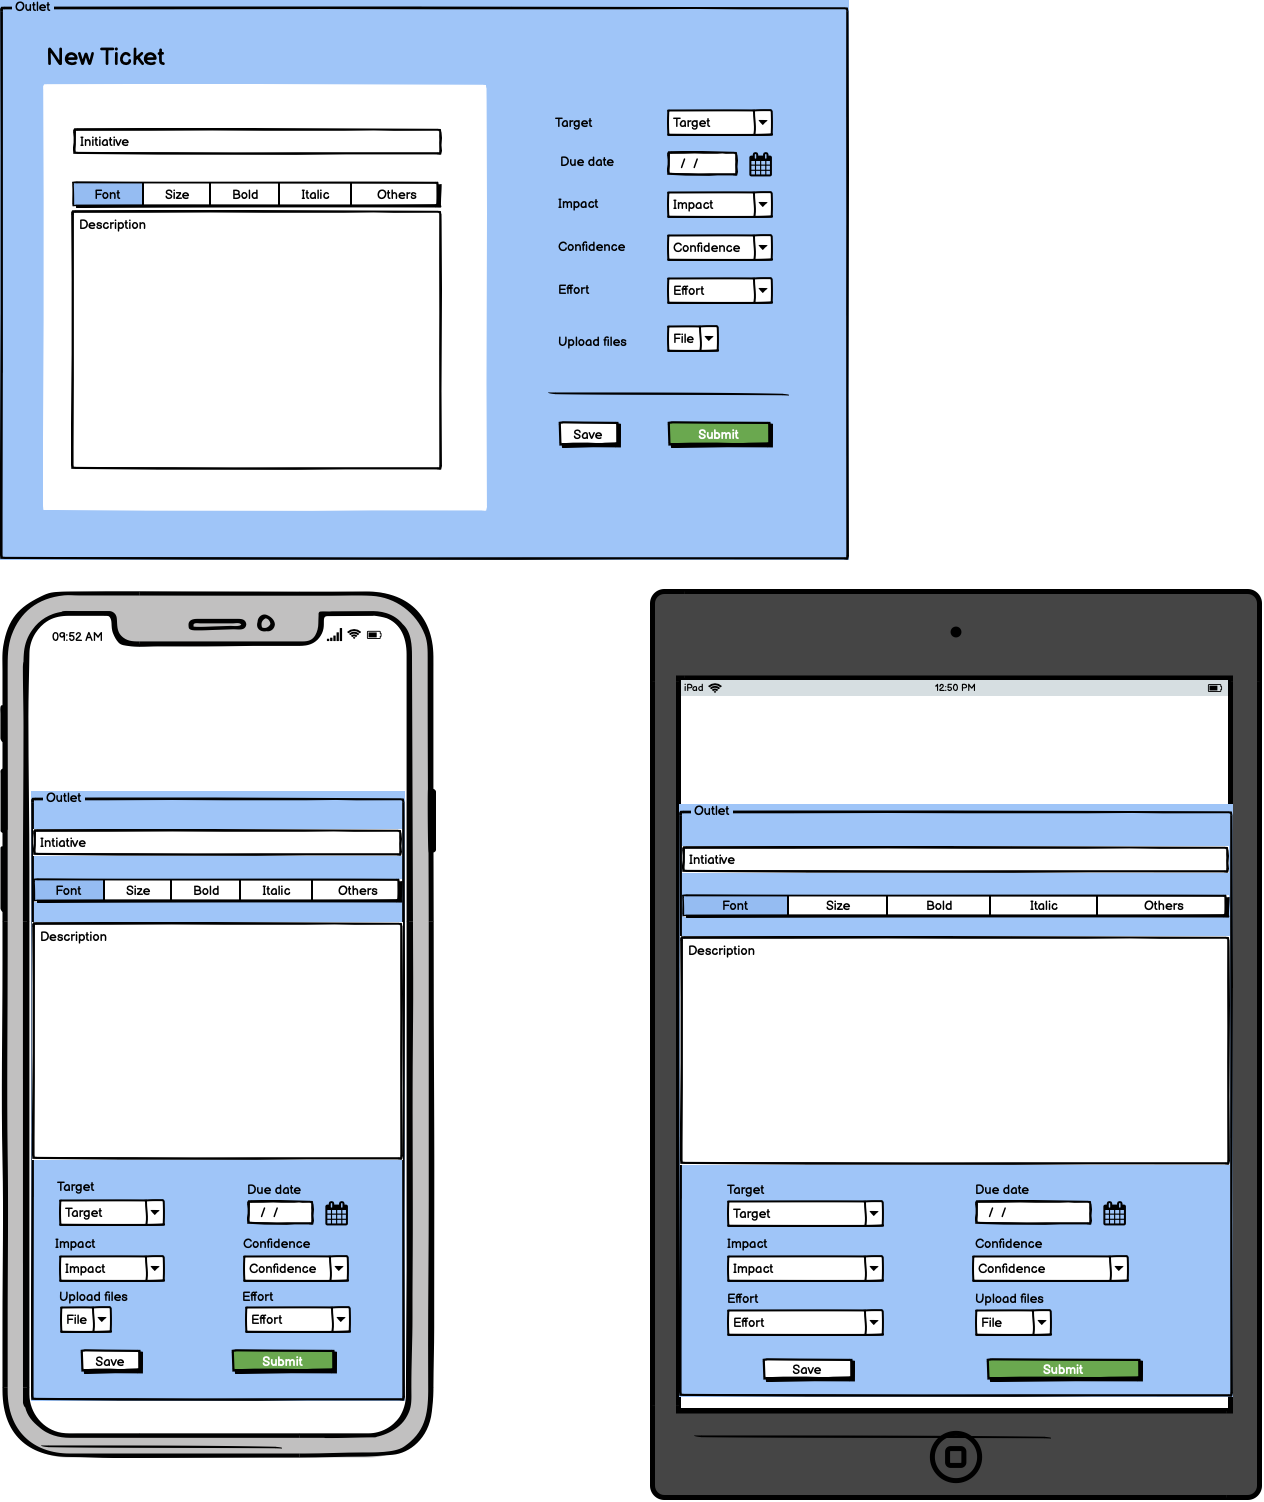 Outlet
New Ticket
Initiative
Font Size Bold Italic Others
Description
Target Target
Due date / /
Impact Impact
Confidence Confidence
Effort Effort
Upload files File
Save Submit
09:52 AM
Outlet
Intiative
Font Size Bold Italic Others
Description
Target Due date
Target / /
Impact Confidence
Impact Confidence
Upload files Effort
File Effort
Save Submit
iPad 12:50 PM
Outlet
Intiative
Font Size Bold Italic Others
Description
Target Due date
Target / /
Impact Confidence
Impact Confidence
Effort Upload files
Effort File
Save Submit